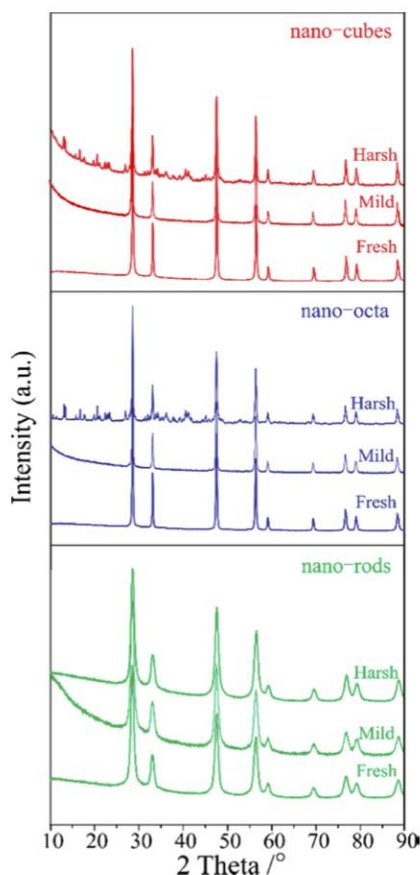 nano-cubes
Harsh
Mild
Fresh
nano-octa
Harsh
Mild
Fresh
nano-rods
Harsh
Mild
Fresh
Intensity (a.u.)
10 20 30 40 50 60 70 80 90
2 Theta /°